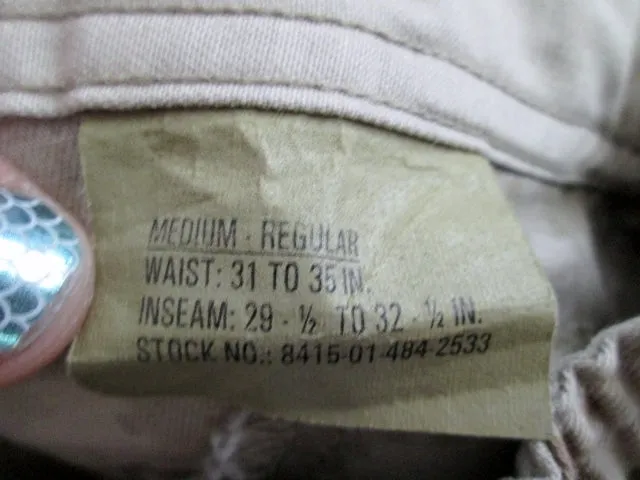 MEDIUM - REGULAR
WAIST: 31 TO 35 IN.
INSEAM: 29 - ½ TO 32 - ½ IN.
STOCK NO.: 8415-01-484-2533